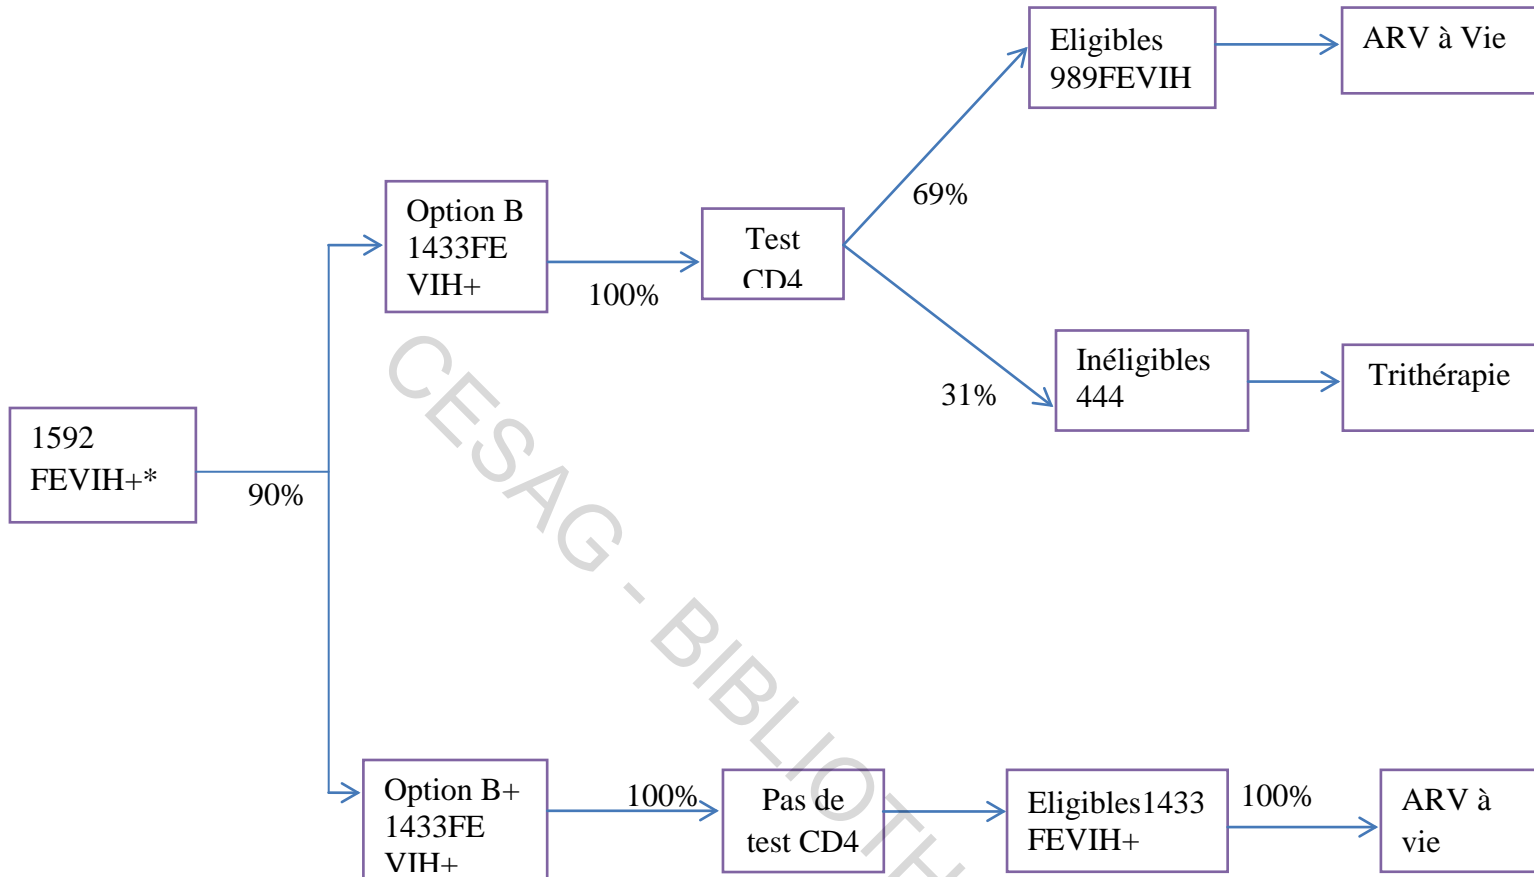 Eligibles
989FEVIH
ARV à Vie
69%
Option B
1433FE
VIH+
100%
Test
CD4
31%
Inéligibles
444
Trithérapie
1592
FEVIH+*
90%
Option B+
1433FE
VIH+
100%
Pas de
test CD4
Eligibles1433
FEVIH+
100%
ARV à
vie
CESAG - BIBLIOTH